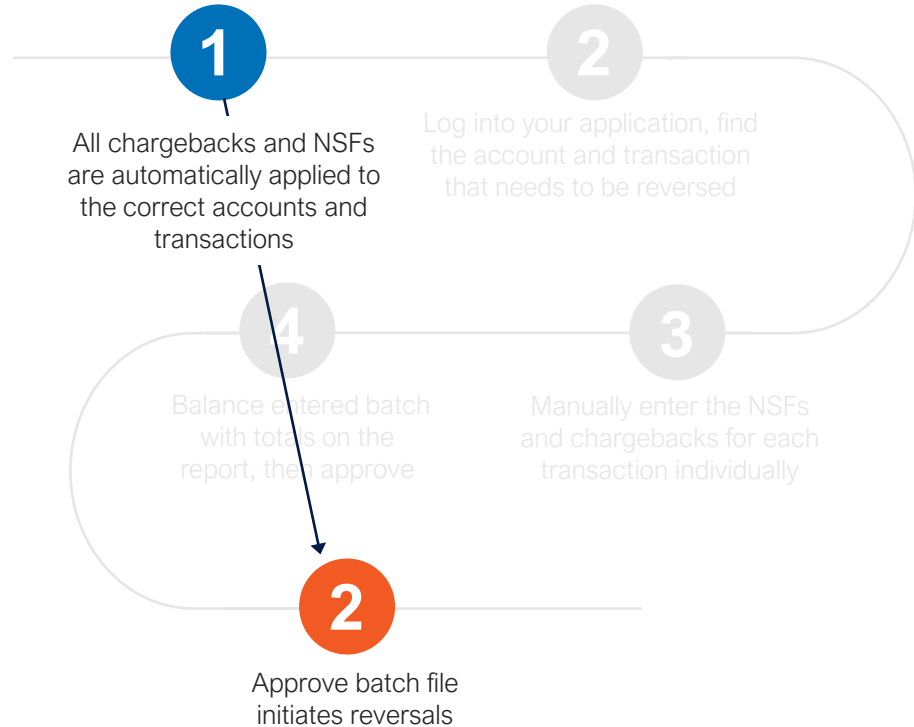 1
All chargebacks and NSFs
are automatically applied to
the correct accounts and
transactions
2
Log into your application, find
the account and transaction
that needs to be reversed
3
Manually enter the NSFs
and chargebacks for each
transaction individually
4
Balance entered batch
with totals on the
report, then approve
2
Approve batch file
initiates reversals